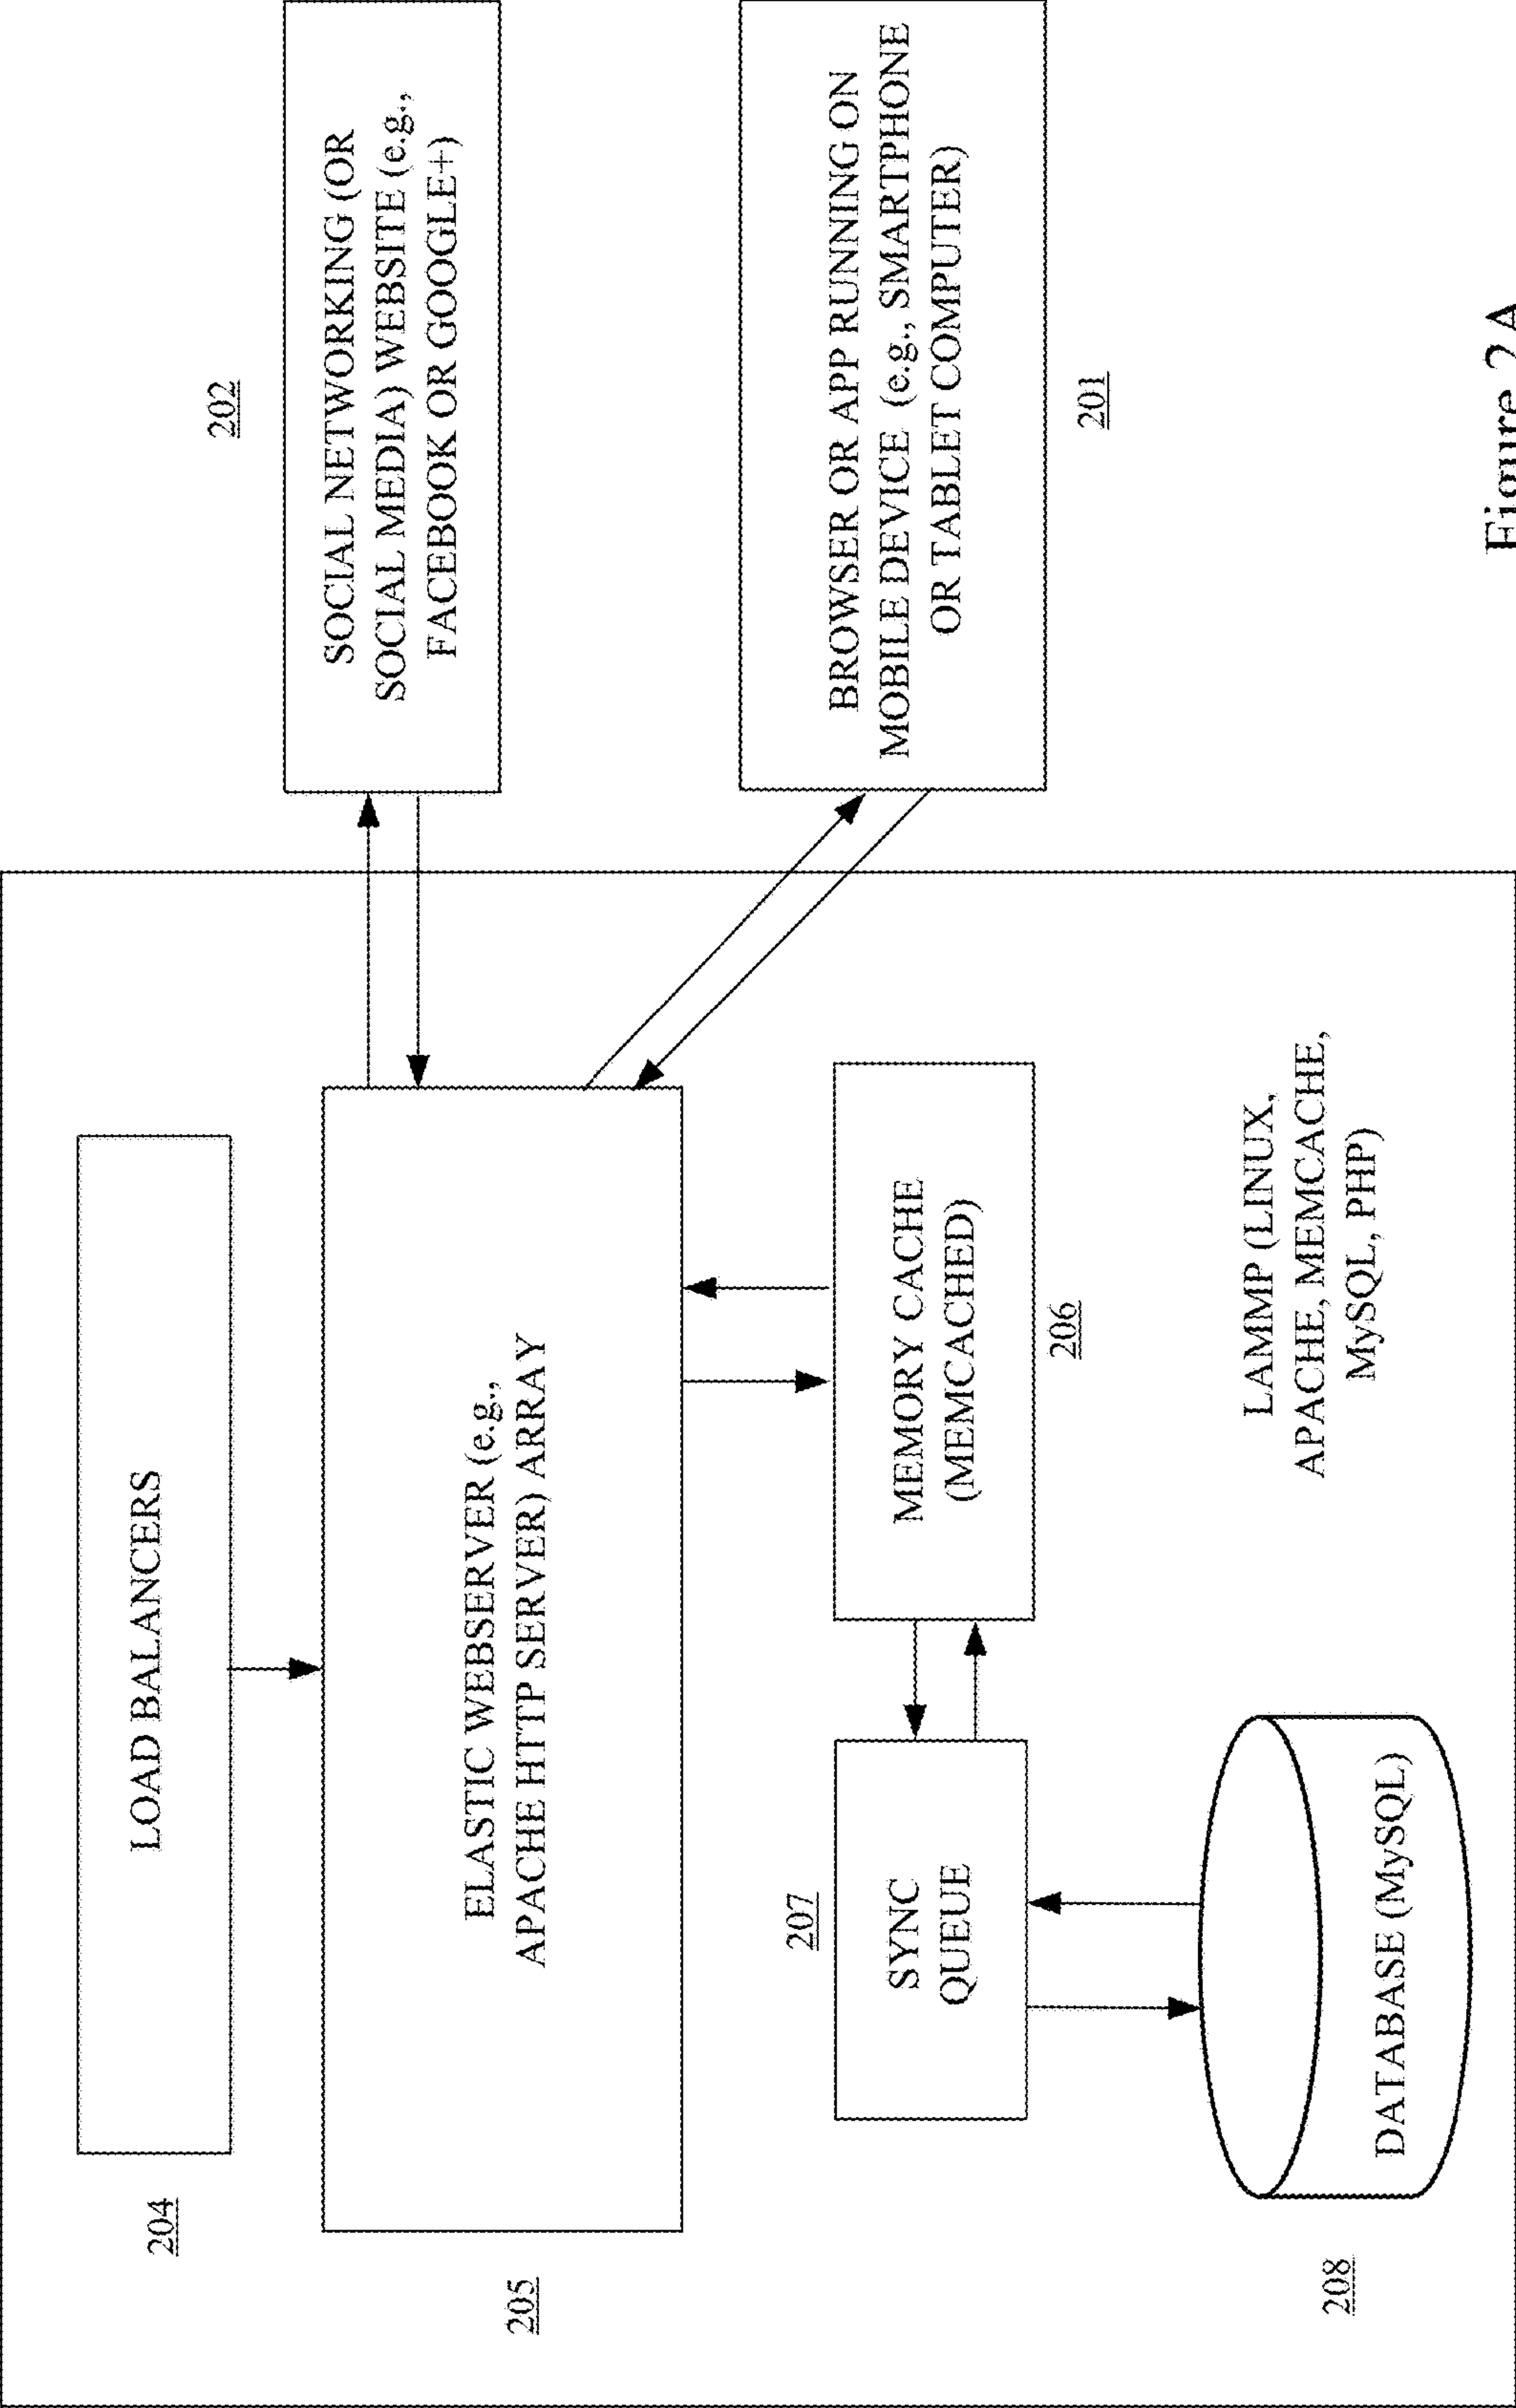 204
LOAD BALANCERS
202
SOCIAL NETWORKING (OR
SOCIAL MEDIA) WEBSITE (e.g.,
FACEBOOK OR GOOGLE+)
205
ELASTIC WEBSERVER (e.g.,
APACHE HTTP SERVER) ARRAY
207
SYNC
QUEUE
MEMORY CACHE
(MEMCACHED)
206
BROWSER OR APP RUNNING ON
MOBILE DEVICE (e.g., SMARTPHONE
OR TABLET COMPUTER)
201
208
DATABASE (MySQL)
LAMMP (LINUX,
APACHE, MEMCACHE,
MySQL, PHP)
Figure 2A